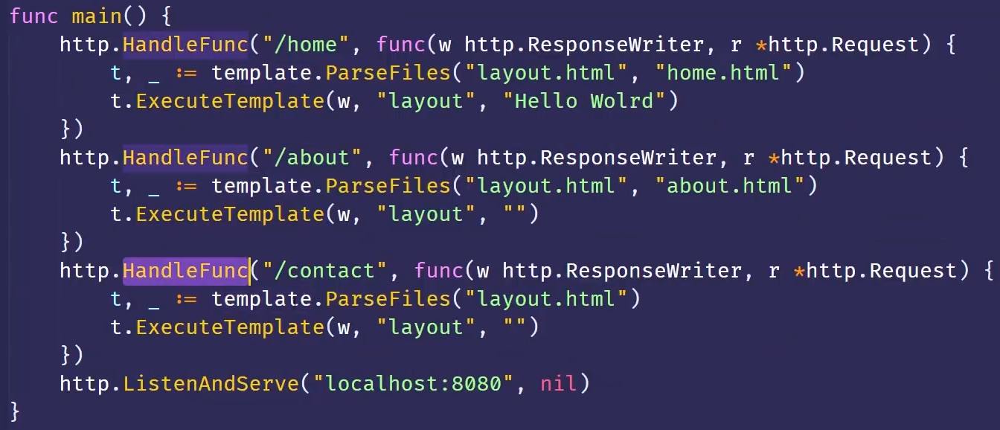 func main() {
    http.HandleFunc("/home", func(w http.ResponseWriter, r *http.Request) {
        t, _ := template.ParseFiles("layout.html", "home.html")
        t.ExecuteTemplate(w, "layout", "Hello Wolrd")
    })
    http.HandleFunc("/about", func(w http.ResponseWriter, r *http.Request) {
        t, _ := template.ParseFiles("layout.html", "about.html")
        t.ExecuteTemplate(w, "layout", "")
    })
    http.HandleFunc("/contact", func(w http.ResponseWriter, r *http.Request) {
        t, _ := template.ParseFiles("layout.html")
        t.ExecuteTemplate(w, "layout", "")
    })
    http.ListenAndServe("localhost:8080", nil)
}